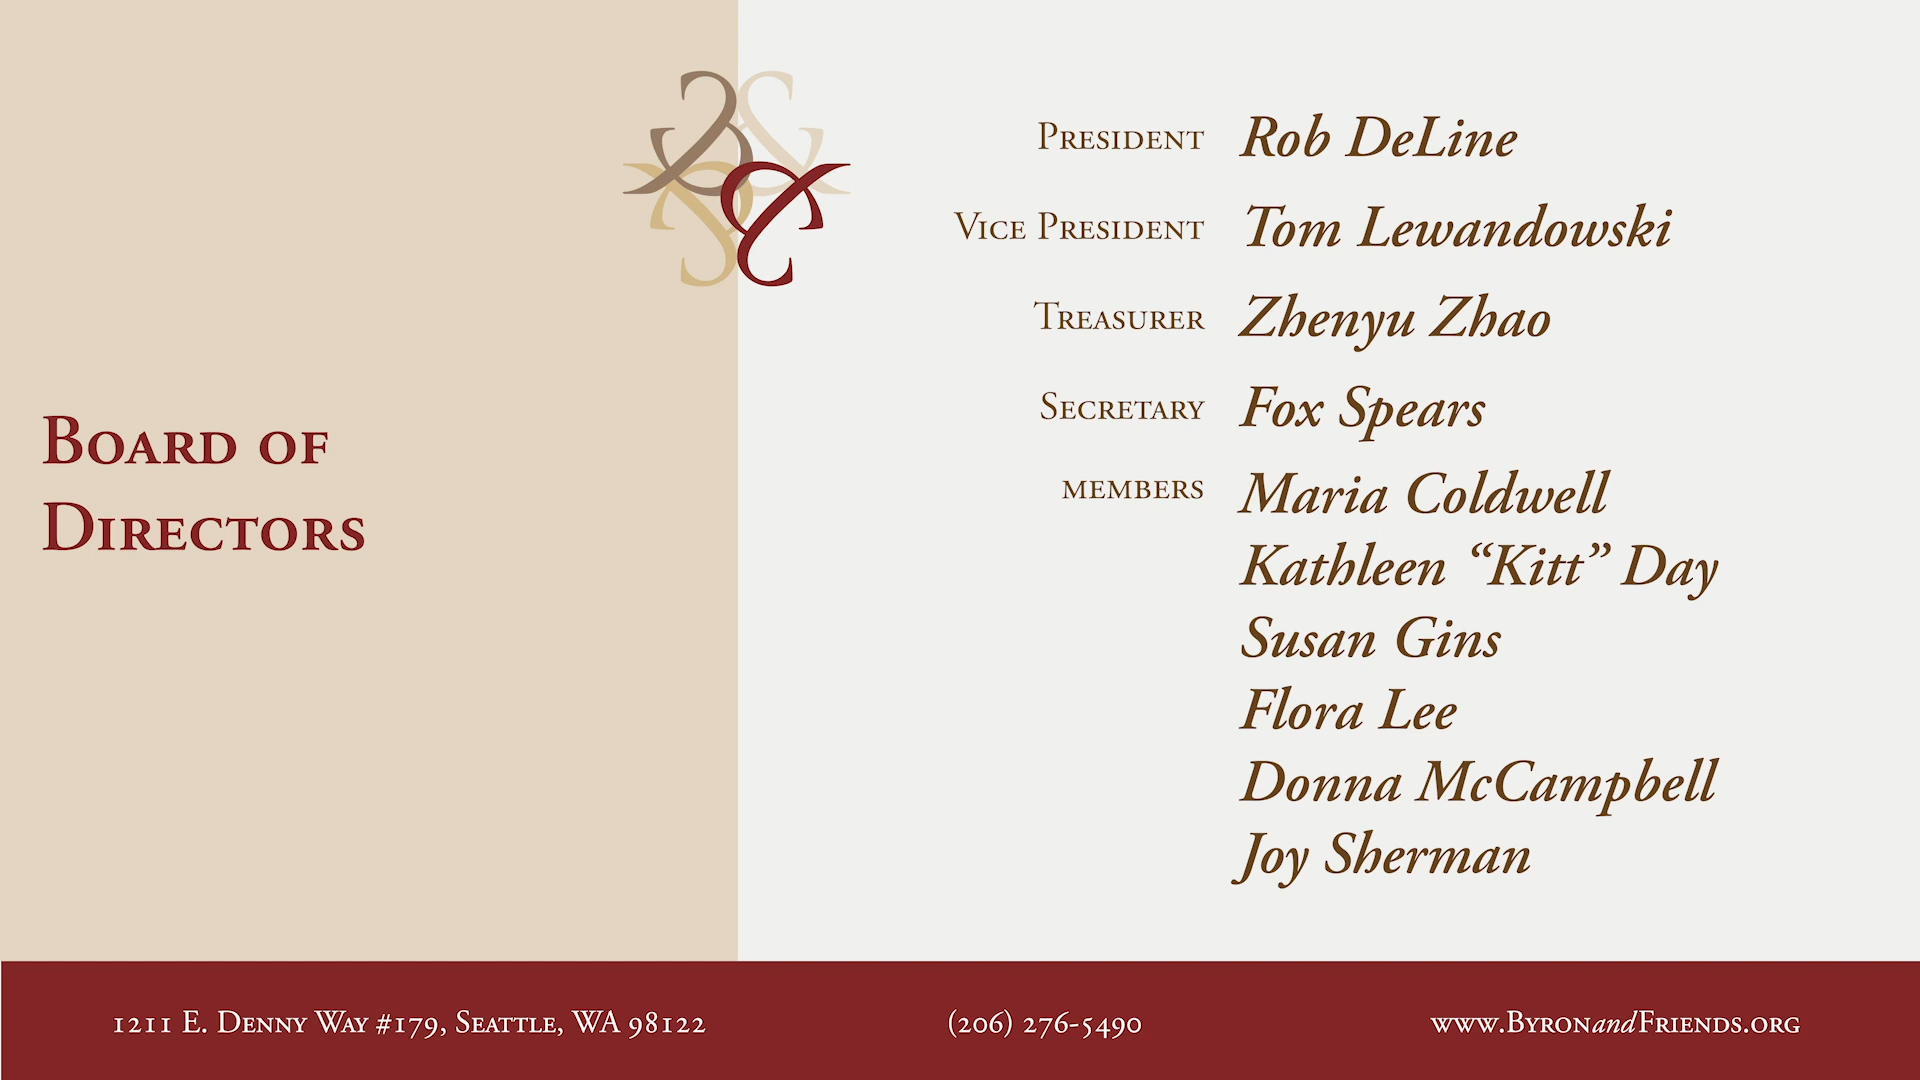 Board of
Directors
President Rob DeLine
Vice President Tom Lewandowski
Treasurer Zhenyu Zhao
Secretary Fox Spears
members Maria Coldwell
Kathleen “Kitt” Day
Susan Gins
Flora Lee
Donna McCampbell
Joy Sherman
1211 E. Denny Way #179, Seattle, WA 98122 (206) 276-5490 www.ByronandFriends.org